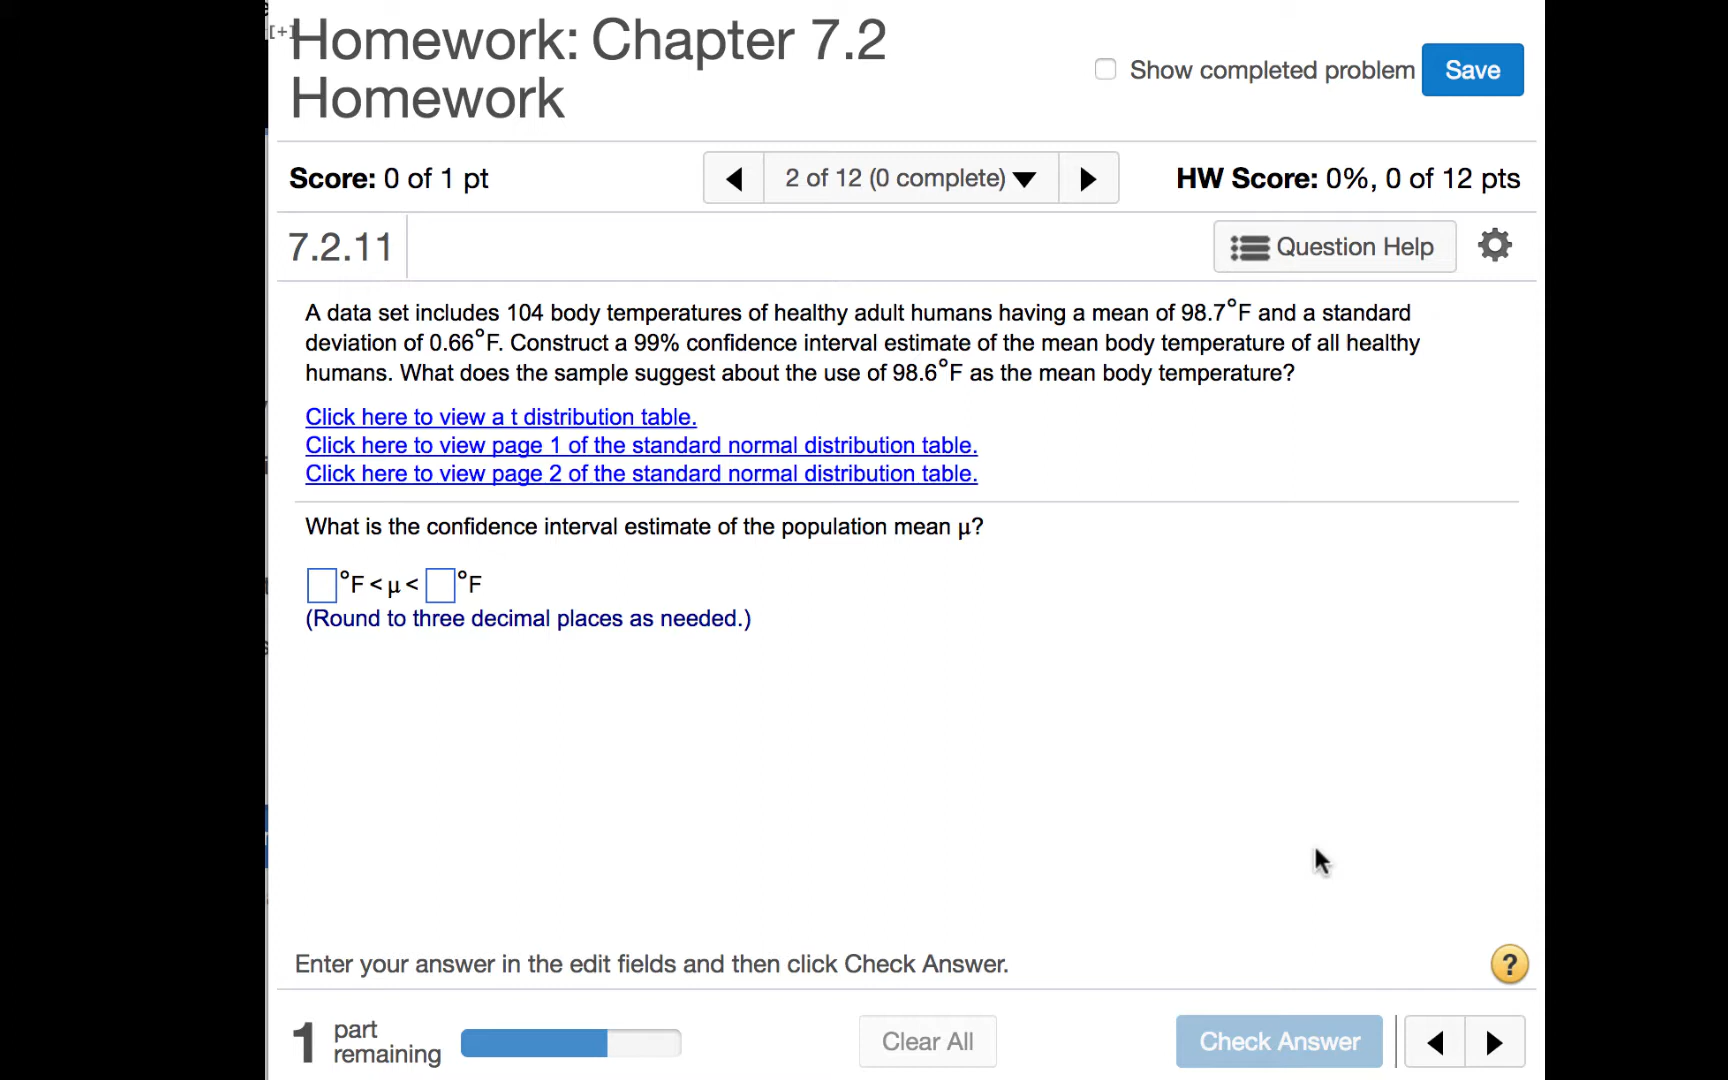 [+]
Homework: Chapter 7.2
Homework
Show completed problem
Save
Score: 0 of 1 pt
2 of 12 (0 complete)
HW Score: 0%, 0 of 12 pts
7.2.11
Question Help
A data set includes 104 body temperatures of healthy adult humans having a mean of 98.7°F and a standard
deviation of 0.66°F. Construct a 99% confidence interval estimate of the mean body temperature of all healthy
humans. What does the sample suggest about the use of 98.6°F as the mean body temperature?
Click here to view a t distribution table.
Click here to view page 1 of the standard normal distribution table.
Click here to view page 2 of the standard normal distribution table.
What is the confidence interval estimate of the population mean μ?
°F < μ < °F
(Round to three decimal places as needed.)
Enter your answer in the edit fields and then click Check Answer.
?
1 part
remaining
Clear All
Check Answer